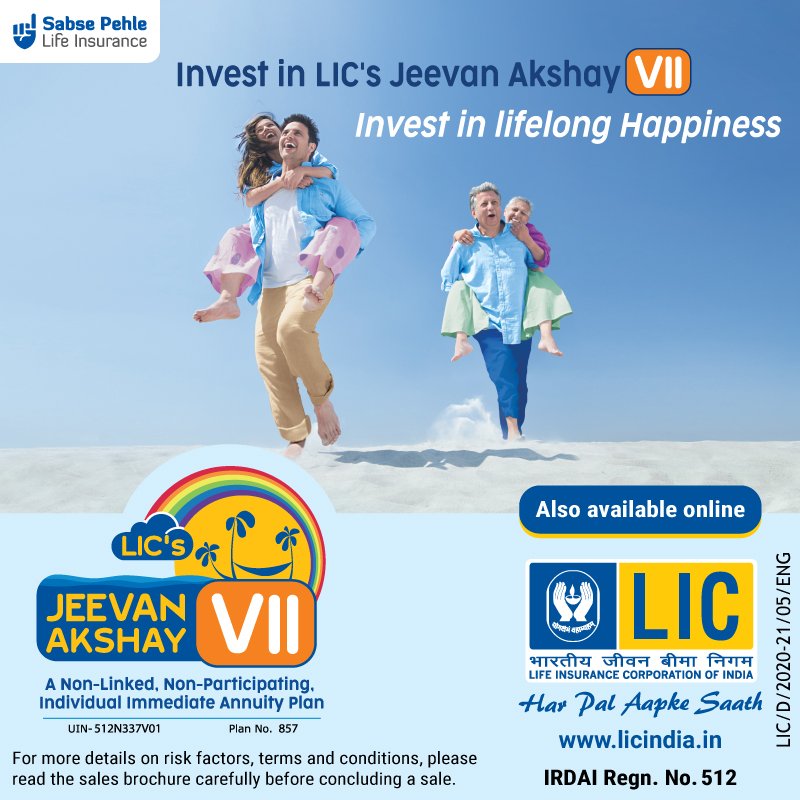 Sabse Pehle
Life Insurance
Invest in LIC's Jeevan Akshay VII
Invest in lifelong Happiness
Also available online
LIC's
JEEVAN
AKSHAY VII
A Non-Linked, Non-Participating,
Individual Immediate Annuity Plan
UIN-512N337V01 Plan No. 857
For more details on risk factors, terms and conditions, please
read the sales brochure carefully before concluding a sale.
योगक्षेमं वहाम्यहम्
LIC
भारतीय जीवन बीमा निगम
LIFE INSURANCE CORPORATION OF INDIA
Har Pal Aapke Saath
www.licindia.in
IRDAI Regn. No. 512
LIC/D/2020-21/05/ENG